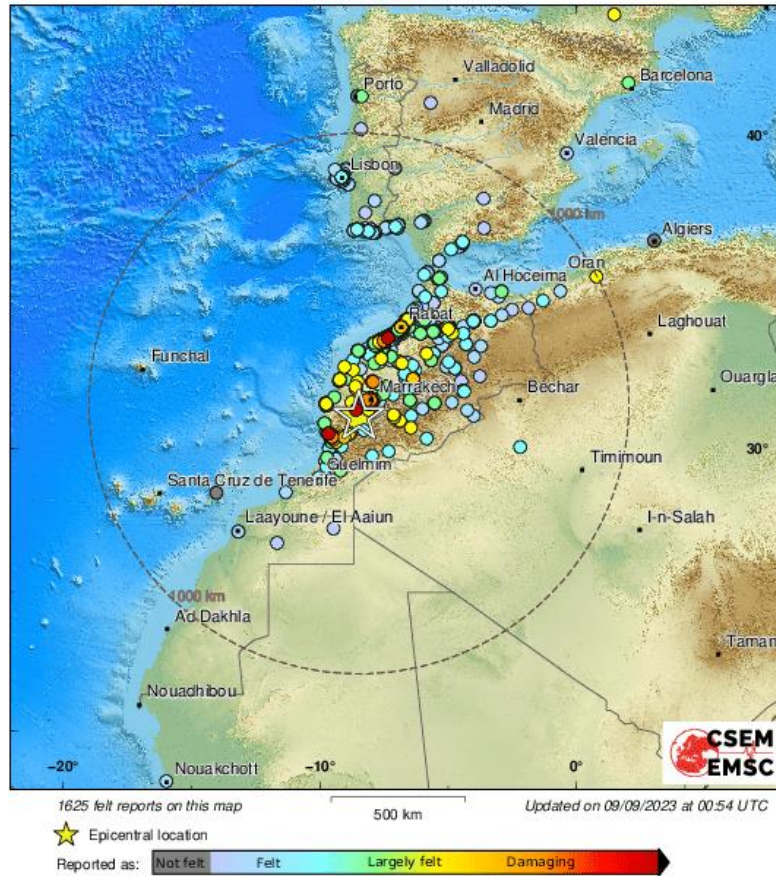 Valladolid
Barcelona
Porto
Madrid
40°
Valencia
Lisbon
1000 km
Algiers
Oran
Al Hoceima
Rabat
Laghouat
Funchal
Marrakech
Béchar
Ouargla
30°
Guelmim
Timimoun
Santa Cruz de Tenerife
Laayoune / El Aaiun
I-n-Salah
1000 km
Ad Dakhla
Taman
Nouadhibou
CSEM
EMSC
−20°
−10°
0°
Nouakchott
1625 felt reports on this map
500 km
Updated on 09/09/2023 at 00:54 UTC
Epicentral location
Reported as: Not felt Felt Largely felt Damaging